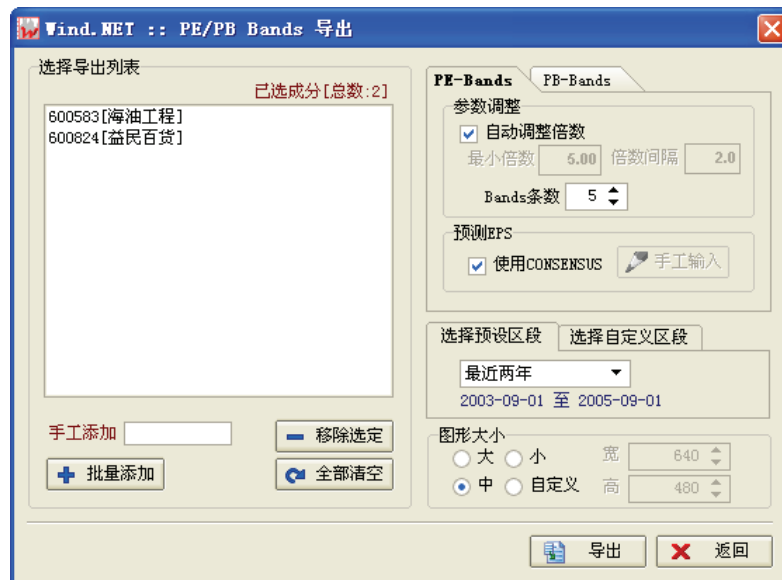 Wind.NET :: PE/PB Bands 导出
选择导出列表
已选成分[总数:2]
600583[海油工程]
600824[益民百货]
手工添加
移除选定
批量添加
全部清空
PE-Bands PB-Bands
参数调整
自动调整倍数
最小倍数 5.00 倍数间隔 2.0
Bands条数 5
预测EPS
使用CONSENSUS 手工输入
选择预设区段 选择自定义区段
最近两年
2003-09-01 至 2005-09-01
图形大小
大 小 宽 640
中 自定义 高 480
导出 返回